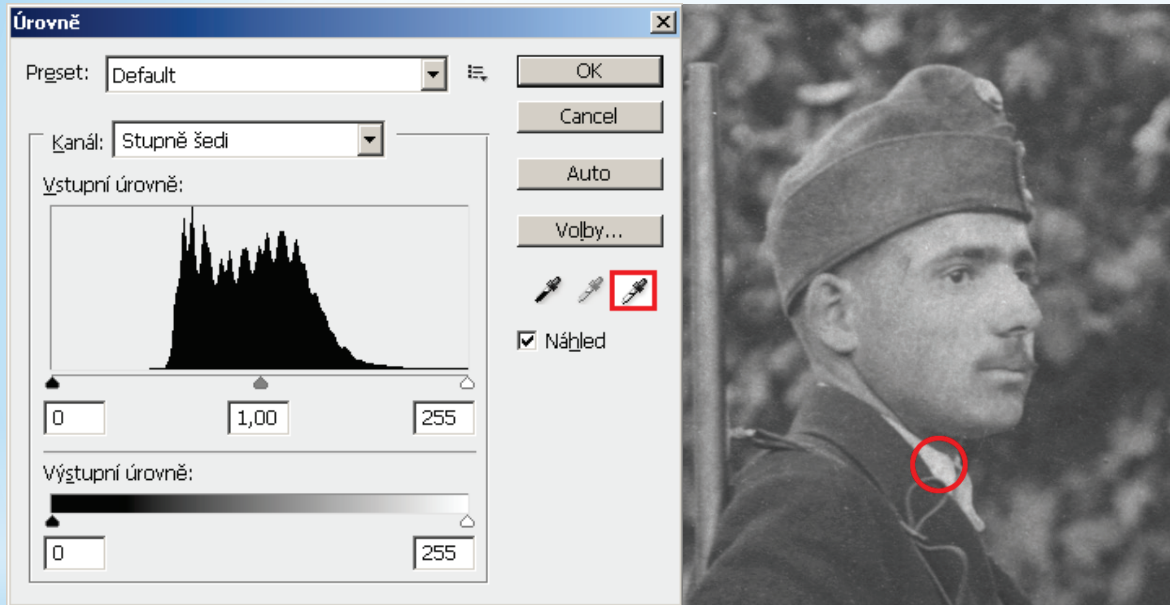 Úrovně
Preset: Default
OK
Cancel
Kanál: Stupně šedi
Auto
Vstupní úrovně:
Volby...
Náhled
0 1,00 255
Výstupní úrovně:
0 255